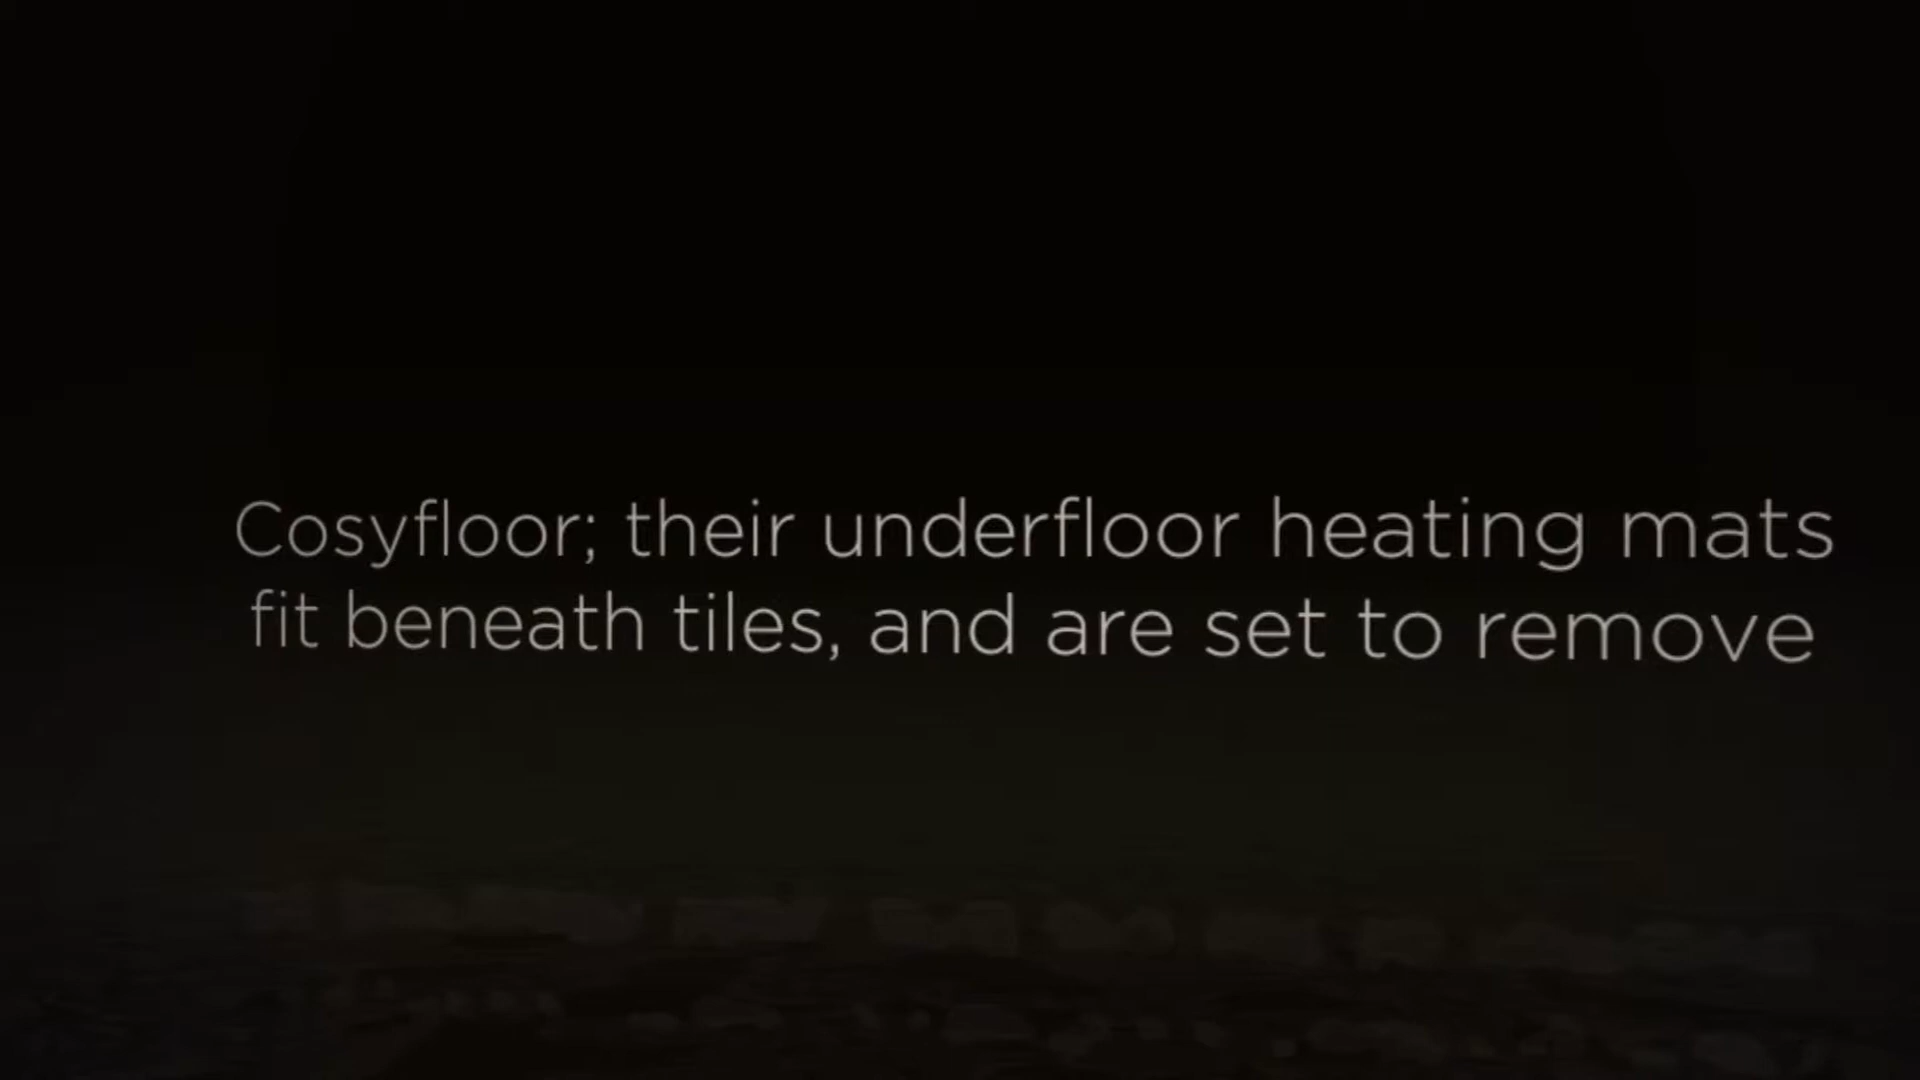 Cosyfloor; their underfloor heating mats
fit beneath tiles, and are set to remove